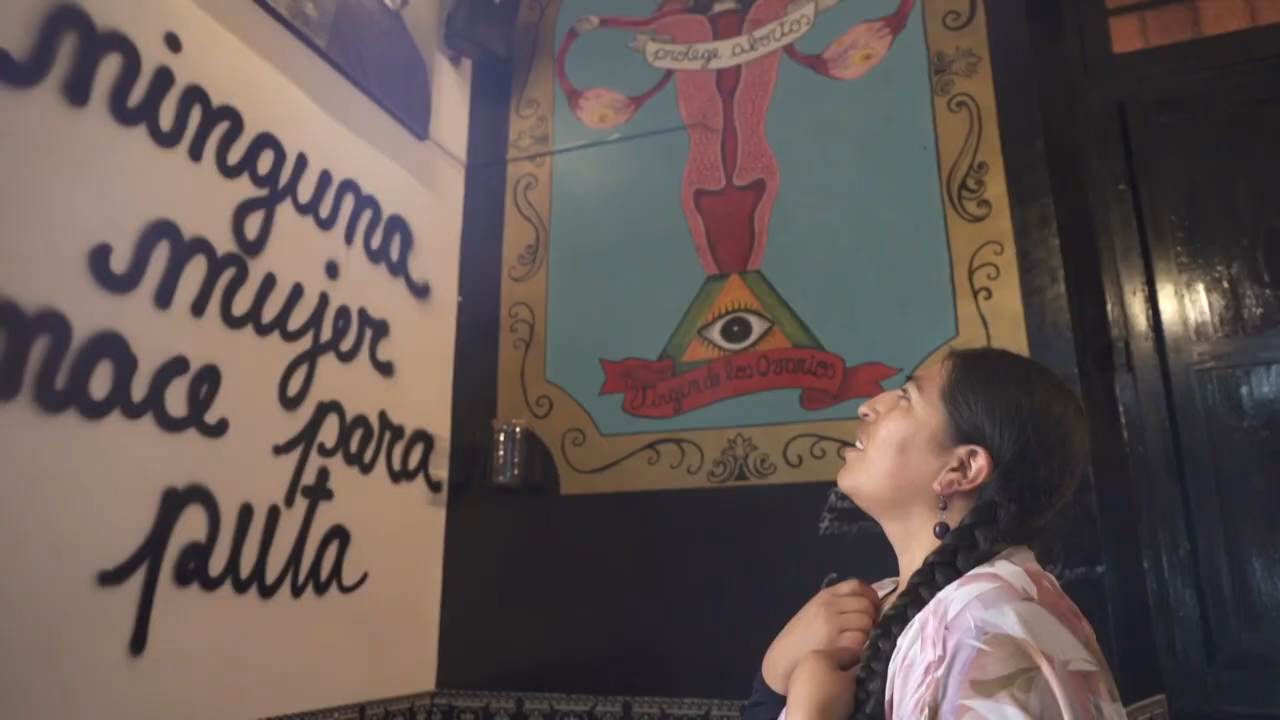 ninguna
mujer
nace para
puta
protege abortos
Virgen de los Ovarios